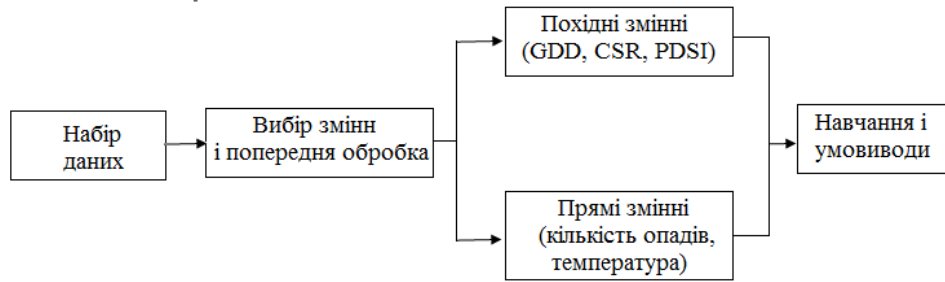 Набір
даних
Вибір змінн
і попередня обробка
Похідні змінні
(GDD, CSR, PDSI)
Прямі змінні
(кількість опадів,
температура)
Навчання і
умовиводи